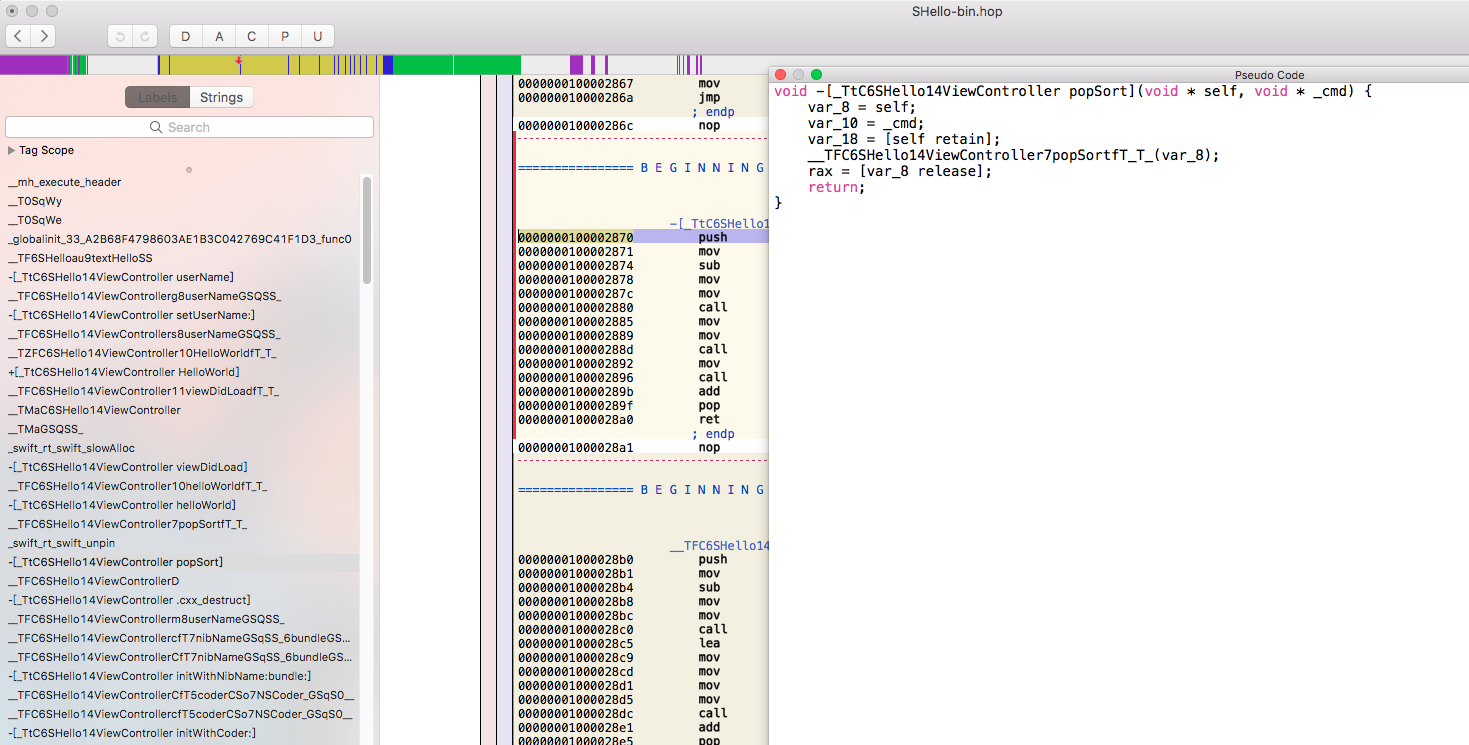 SHello-bin.hop
D A C P U
Labels Strings
Search
Tag Scope
__mh_execute_header
__T0SqWy
__T0SqWe
_globalinit_33_A2B68F4798603AE1B3C042769C41F1D3_func0
__TF6SHelloau9textHelloSS
-[_TtC6SHello14ViewController userName]
__TFC6SHello14ViewControllerg8userNameGSQSS_
-[_TtC6SHello14ViewController setUserName:]
__TFC6SHello14ViewControllers8userNameGSQSS_
__TZFC6SHello14ViewController10HelloWorldfT_T_
+[_TtC6SHello14ViewController HelloWorld]
__TFC6SHello14ViewController11viewDidLoadfT_T_
__TMaC6SHello14ViewController
__TMaGSQSS_
_swift_rt_swift_slowAlloc
-[_TtC6SHello14ViewController viewDidLoad]
__TFC6SHello14ViewController10helloWorldfT_T_
-[_TtC6SHello14ViewController helloWorld]
__TFC6SHello14ViewController7popSortfT_T_
_swift_rt_swift_unpin
-[_TtC6SHello14ViewController popSort]
__TFC6SHello14ViewControllerD
-[_TtC6SHello14ViewController .cxx_destruct]
__TFC6SHello14ViewControllerm8userNameGSQSS_
__TFC6SHello14ViewControllercfT7nibNameGSqSS_6bundleGS...
__TFC6SHello14ViewControllerCfT7nibNameGSqSS_6bundleGS...
-[_TtC6SHello14ViewController initWithNibName:bundle:]
__TFC6SHello14ViewControllerCfT5coderCSo7NSCoder_GSqS0__
__TFC6SHello14ViewControllercfT5coderCSo7NSCoder_GSqS0__
-[_TtC6SHello14ViewController initWithCoder:]
0000000100002867 mov
000000010000286a jmp
; endp
000000010000286c nop
================ B E G I N N I N G
-[_TtC6SHello1
0000000100002870 push
0000000100002871 mov
0000000100002874 sub
0000000100002878 mov
000000010000287c mov
0000000100002880 call
0000000100002885 mov
0000000100002889 mov
000000010000288d call
0000000100002892 mov
0000000100002896 call
000000010000289b add
000000010000289f pop
00000001000028a0 ret
; endp
00000001000028a1 nop
================ B E G I N N I N G
__TFC6SHello14
00000001000028b0 push
00000001000028b1 mov
00000001000028b4 sub
00000001000028b8 mov
00000001000028bc mov
00000001000028c0 call
00000001000028c5 lea
00000001000028c9 mov
00000001000028cd mov
00000001000028d1 mov
00000001000028d5 mov
00000001000028dc call
00000001000028e1 add
00000001000028e5 pop
Pseudo Code
void -[_TtC6SHello14ViewController popSort](void * self, void * _cmd) {
var_8 = self;
var_10 = _cmd;
var_18 = [self retain];
__TFC6SHello14ViewController7popSortfT_T_(var_8);
rax = [var_8 release];
return;
}